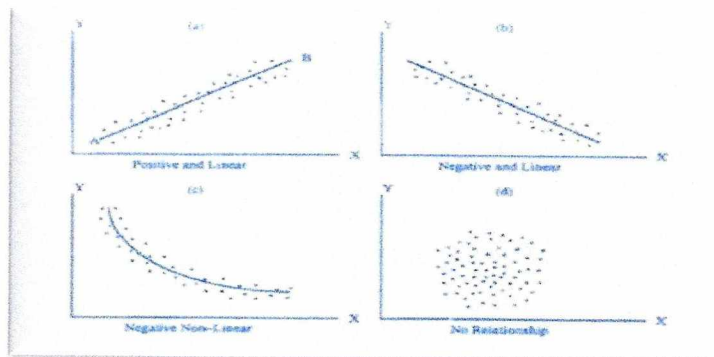 Y (a)
B
A
X
Positive and Linear
Y (b)
X
Negative and Linear
Y (c)
X
Negative Non-Linear
Y (d)
X
No Relationship